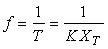 f = 1/T = 1/(KX_T)